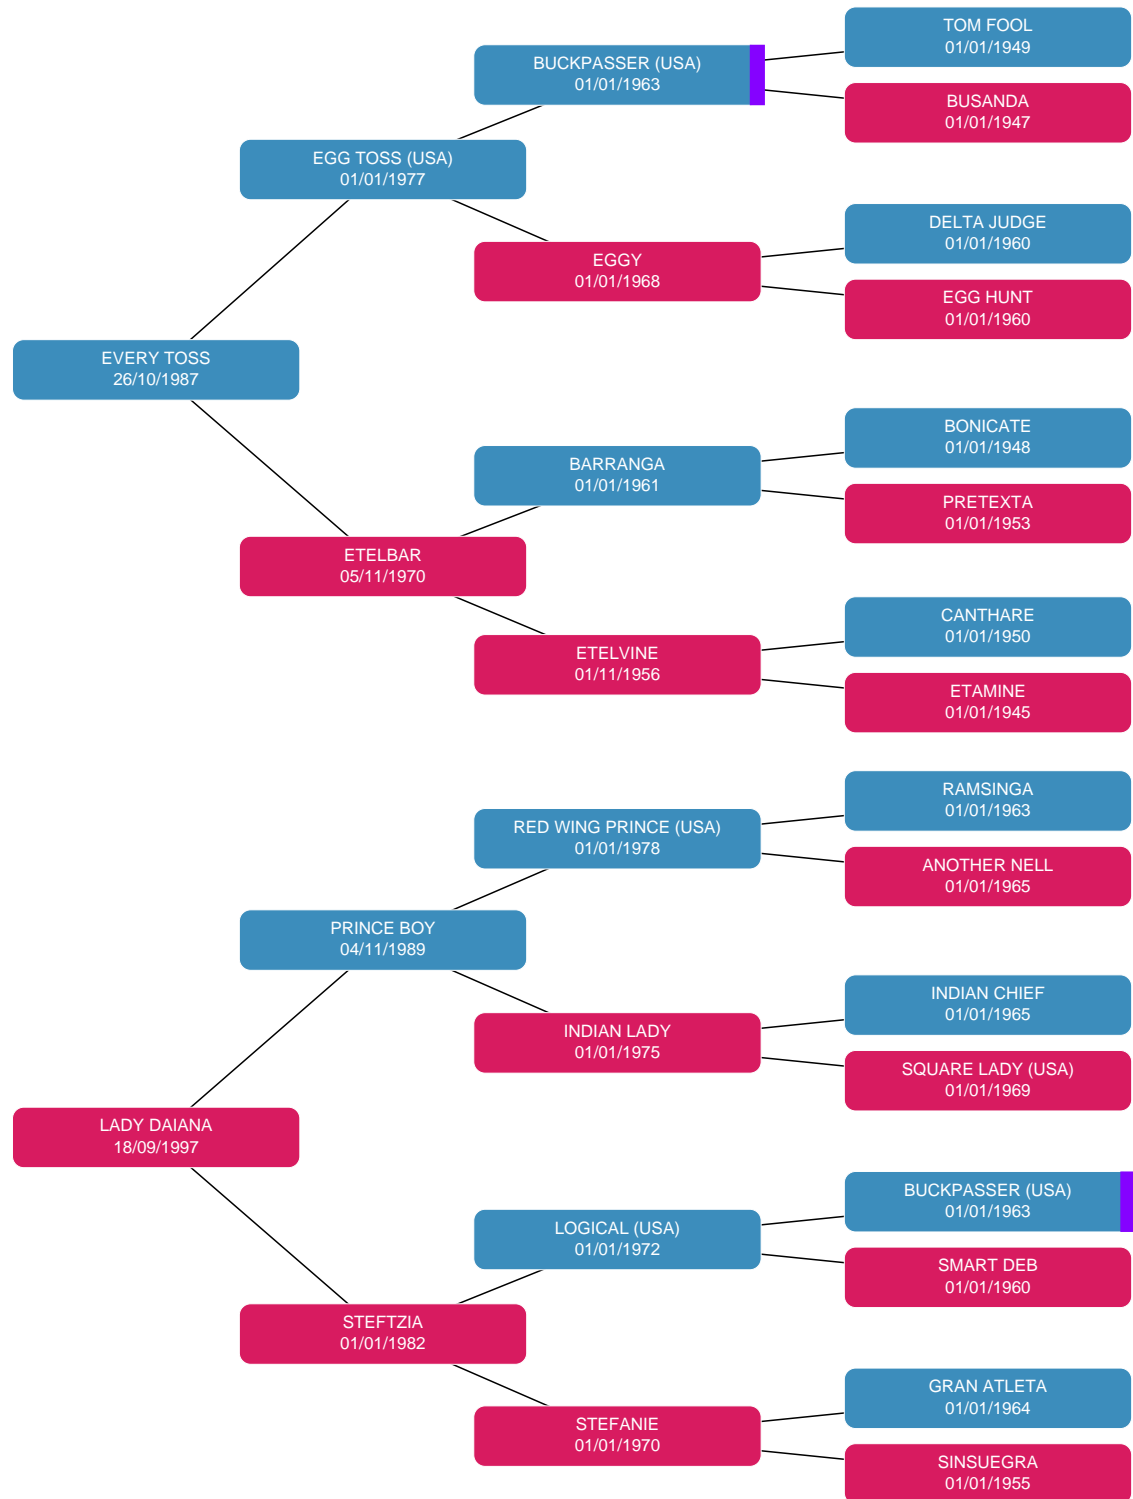 TOM FOOL
01/01/1949
BUCKPASSER (USA)
01/01/1963
BUSANDA
01/01/1947
EGG TOSS (USA)
01/01/1977
DELTA JUDGE
01/01/1960
EGGY
01/01/1968
EGG HUNT
01/01/1960
EVERY TOSS
26/10/1987
BONICATE
01/01/1948
BARRANGA
01/01/1961
PRETEXTA
01/01/1953
ETELBAR
05/11/1970
CANTHARE
01/01/1950
ETELVINE
01/11/1956
ETAMINE
01/01/1945
RAMSINGA
01/01/1963
RED WING PRINCE (USA)
01/01/1978
ANOTHER NELL
01/01/1965
PRINCE BOY
04/11/1989
INDIAN CHIEF
01/01/1965
INDIAN LADY
01/01/1975
SQUARE LADY (USA)
01/01/1969
LADY DAIANA
18/09/1997
BUCKPASSER (USA)
01/01/1963
LOGICAL (USA)
01/01/1972
SMART DEB
01/01/1960
STEFTZIA
01/01/1982
GRAN ATLETA
01/01/1964
STEFANIE
01/01/1970
SINSUEGRA
01/01/1955